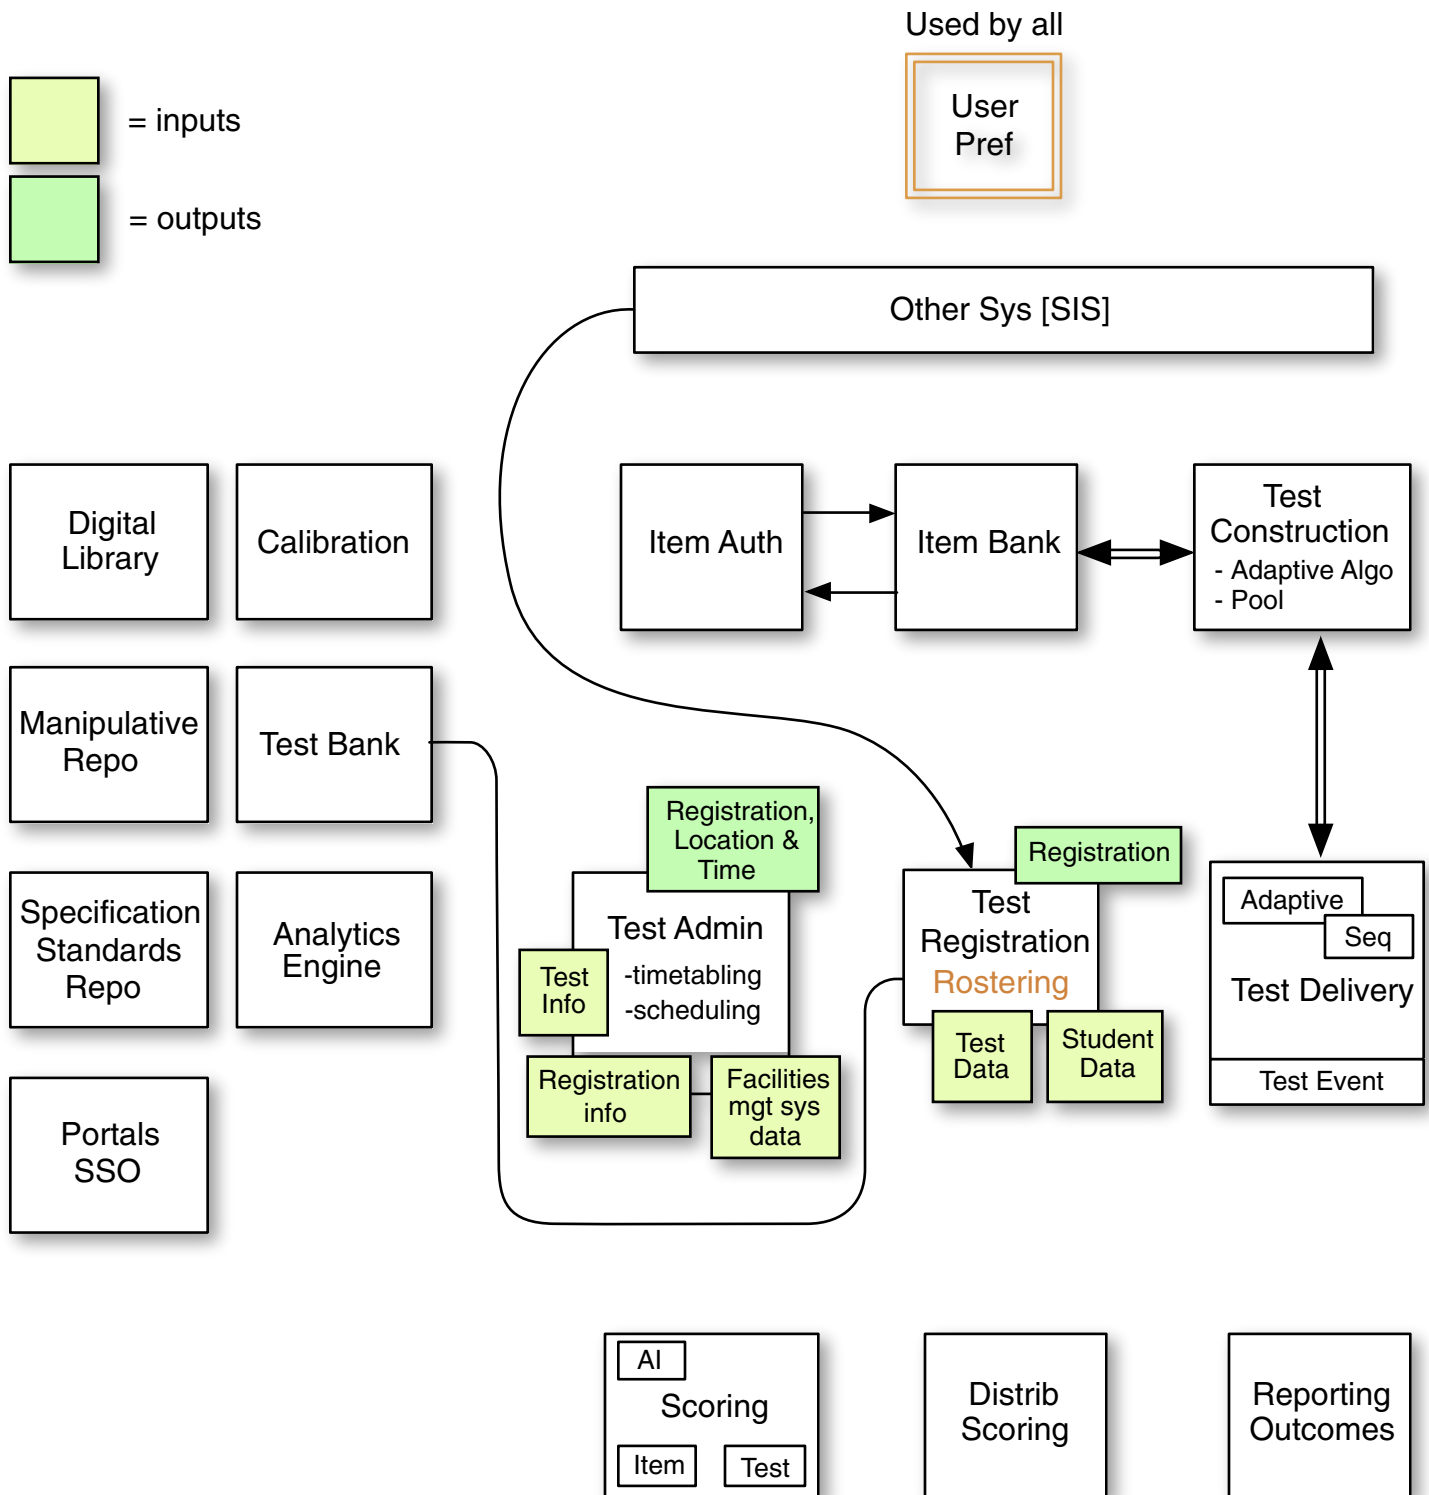 Used by all
User
Pref
= inputs
= outputs
Other Sys [SIS]
Digital
Library
Calibration
Item Auth
Item Bank
Test
Construction
- Adaptive Algo
- Pool
Manipulative
Repo
Test Bank
Registration,
Location &
Time
Test Admin
-timetabling
-scheduling
Test
Info
Registration
info
Facilities
mgt sys
data
Registration
Test
Registration
Rostering
Test
Data
Student
Data
Adaptive
Seq
Test Delivery
Test Event
Specification
Standards
Repo
Analytics
Engine
Portals
SSO
AI
Scoring
Item
Test
Distrib
Scoring
Reporting
Outcomes